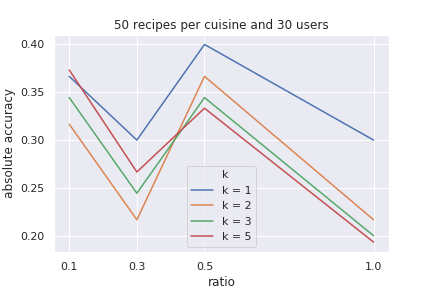 50 recipes per cuisine and 30 users
absolute accuracy
0.40
0.35
0.30
0.25
0.20
k
k = 1
k = 2
k = 3
k = 5
0.1 0.3 0.5 1.0
ratio